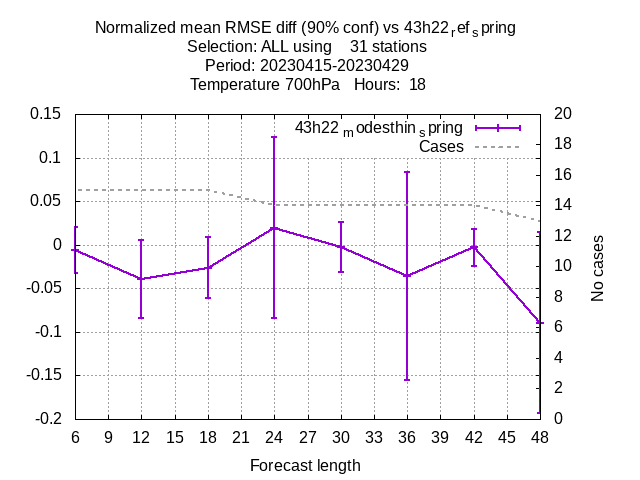 Normalized mean RMSE diff (90% conf) vs 43h22refspring
Selection: ALL using 31 stations
Period: 20230415-20230429
Temperature 700hPa Hours: 18
43h22modesthinspring
Cases
0.15
0.1
0.05
0
-0.05
-0.1
-0.15
-0.2
20
18
16
14
12
10
8
6
4
2
0
No cases
6 9 12 15 18 21 24 27 30 33 36 39 42 45 48
Forecast length